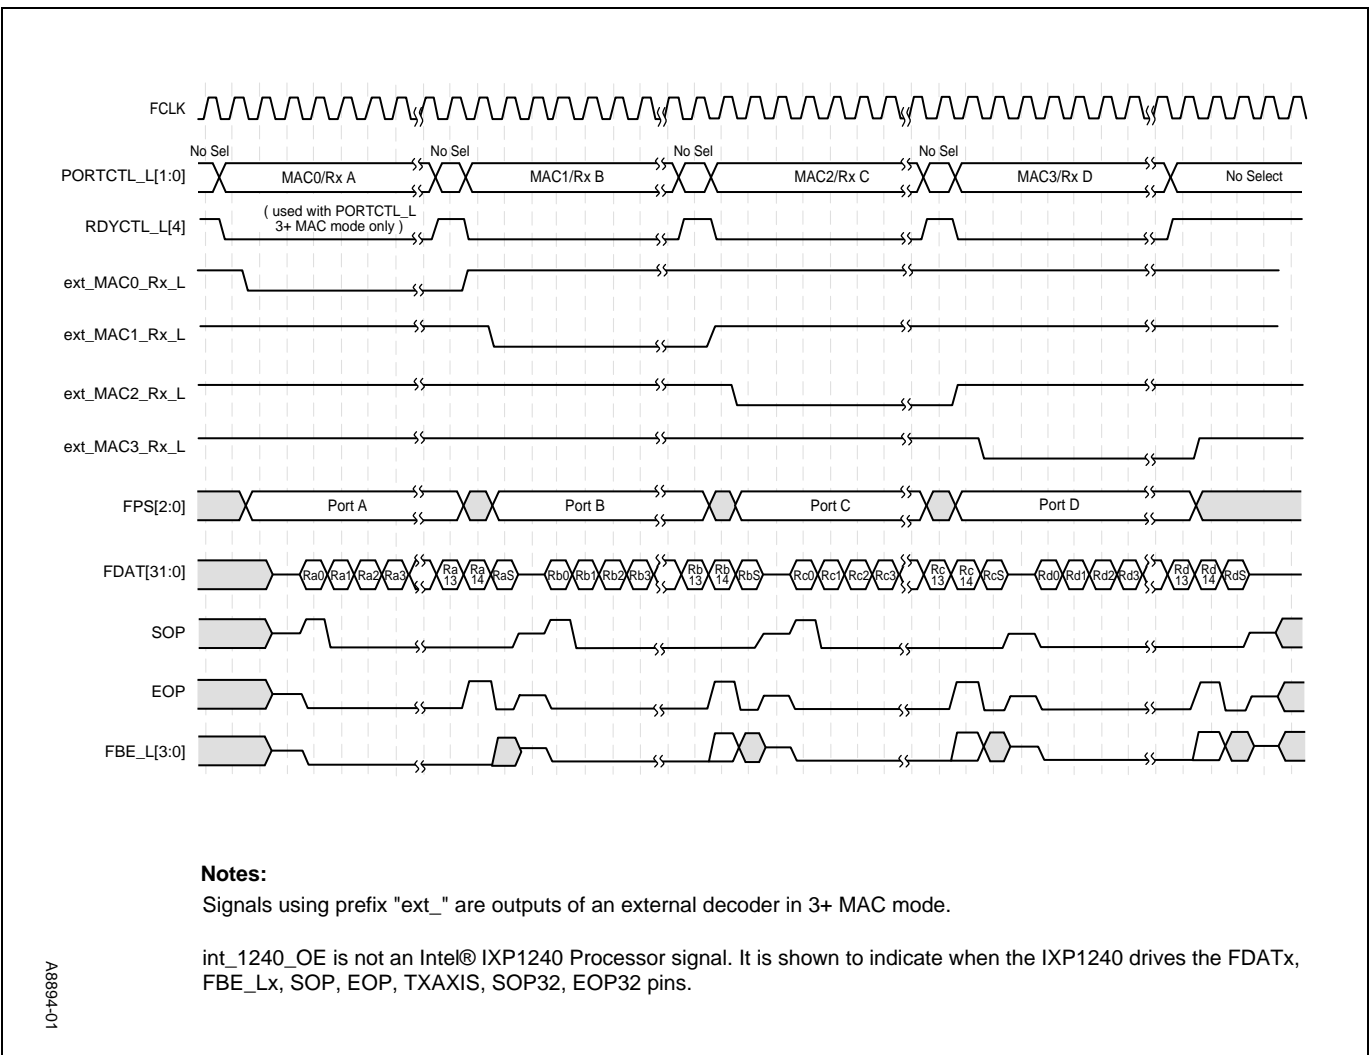 FCLK
No Sel No Sel No Sel No Sel
PORTCTL_L[1:0] MAC0/Rx A MAC1/Rx B MAC2/Rx C MAC3/Rx D No Select
( used with PORTCTL_L
RDYCTL_L[4] 3+ MAC mode only )
ext_MAC0_Rx_L
ext_MAC1_Rx_L
ext_MAC2_Rx_L
ext_MAC3_Rx_L
FPS[2:0] Port A Port B Port C Port D
FDAT[31:0] Ra0 Ra1 Ra2 Ra3 Ra 13 Ra 14 RaS Rb0 Rb1 Rb2 Rb3 Rb 13 Rb 14 RbS Rc0 Rc1 Rc2 Rc3 Rc 13 Rc 14 RcS Rd0 Rd1 Rd2 Rd3 Rd 13 Rd 14 RdS
SOP
EOP
FBE_L[3:0]
Notes:
Signals using prefix "ext_" are outputs of an external decoder in 3+ MAC mode.
int_1240_OE is not an Intel® IXP1240 Processor signal. It is shown to indicate when the IXP1240 drives the FDATx,
FBE_Lx, SOP, EOP, TXAXIS, SOP32, EOP32 pins.
A8894-01